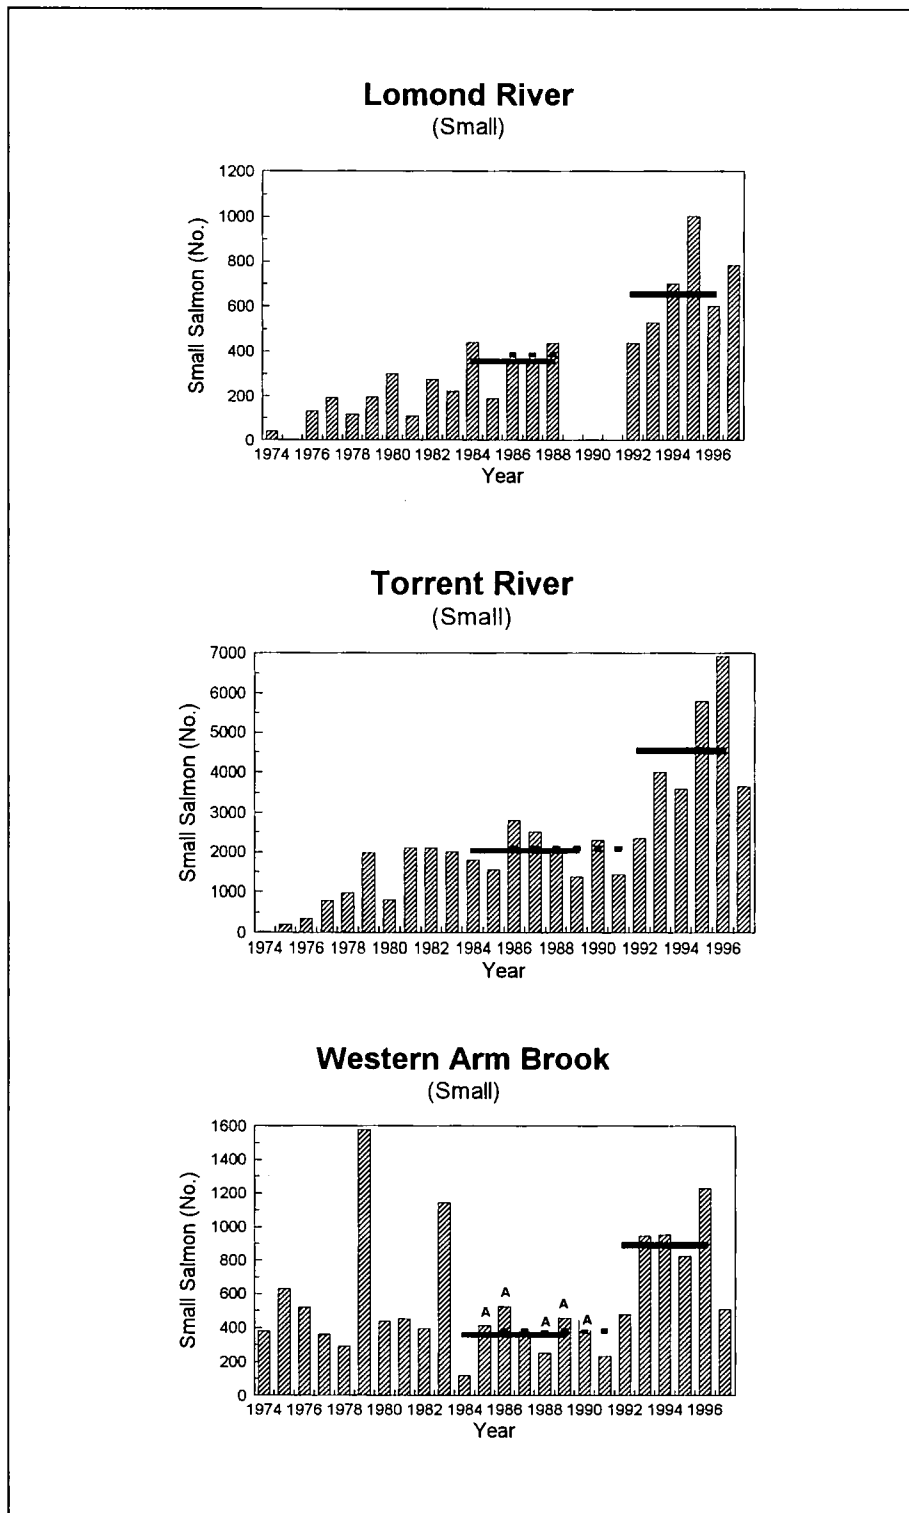 Lomond River
(Small)
1200
1000
800
600
400
200
0
Small Salmon (No.)
1974 1976 1978 1980 1982 1984 1986 1988 1990 1992 1994 1996
Year
Torrent River
(Small)
7000
6000
5000
4000
3000
2000
1000
0
Small Salmon (No.)
1974 1976 1978 1980 1982 1984 1986 1988 1990 1992 1994 1996
Year
Western Arm Brook
(Small)
1600
1400
1200
1000
800
600
400
200
0
Small Salmon (No.)
A A A A A
1974 1976 1978 1980 1982 1984 1986 1988 1990 1992 1994 1996
Year